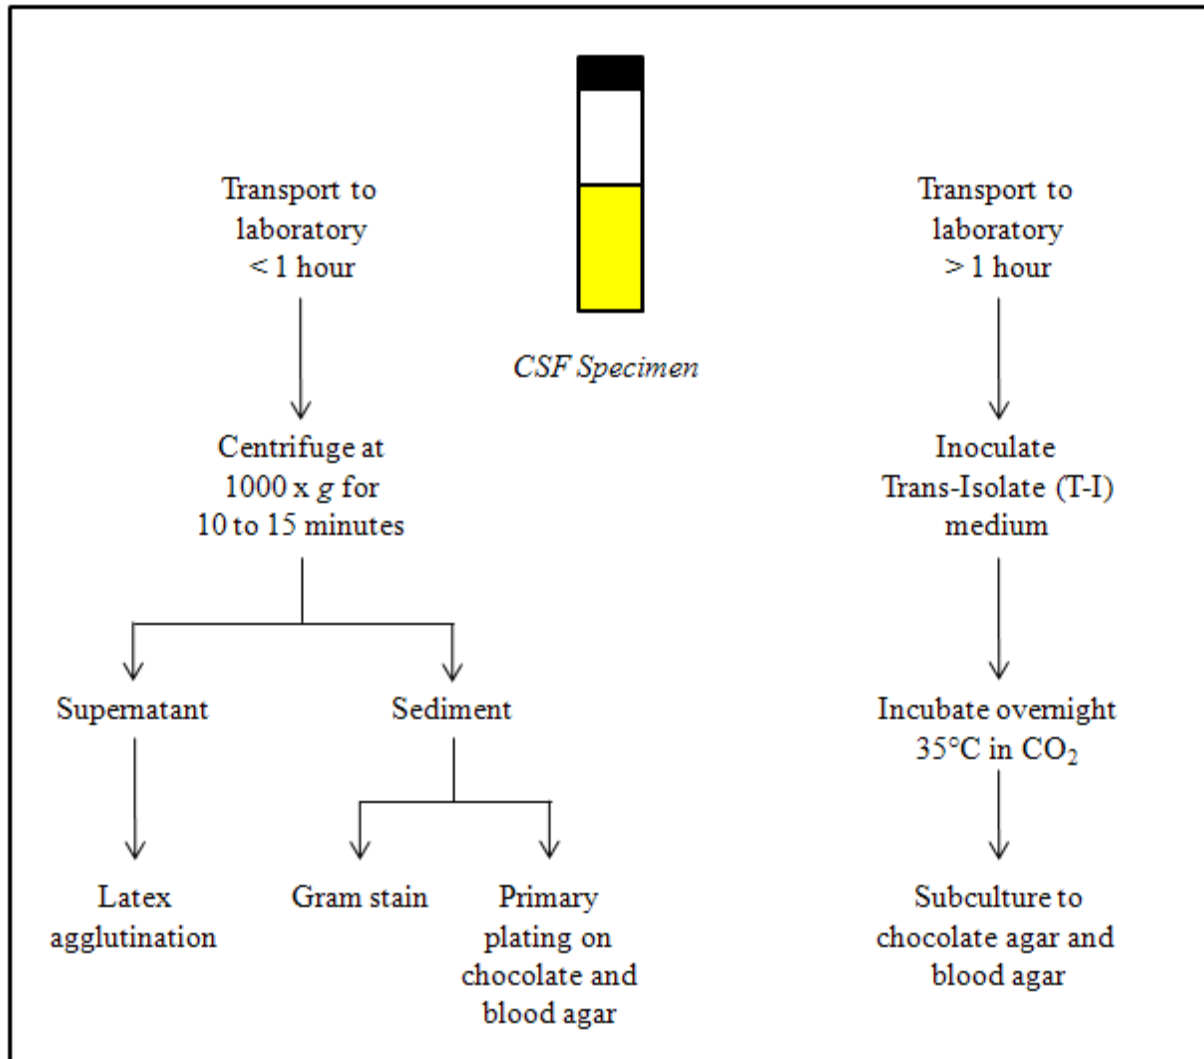 Transport to
laboratory
< 1 hour
Centrifuge at
1000 x g for
10 to 15 minutes
Supernatant
Sediment
Latex
agglutination
Gram stain
Primary
plating on
chocolate and
blood agar
CSF Specimen
Transport to
laboratory
> 1 hour
Inoculate
Trans-Isolate (T-I)
medium
Incubate overnight
35°C in CO₂
Subculture to
chocolate agar and
blood agar